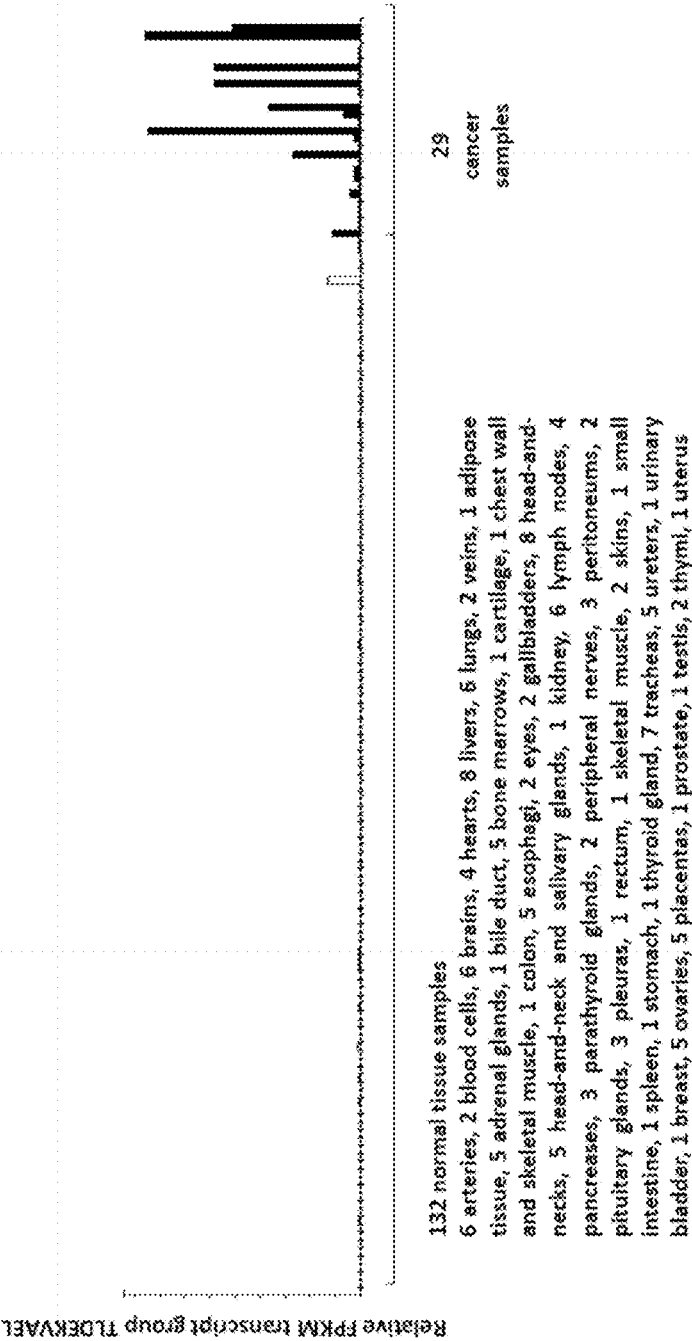 Relative FPKM transcript group TLDEKVAEL
132 normal tissue samples
6 arteries, 2 blood cells, 6 brains, 4 hearts, 8 livers, 6 lungs, 2 veins, 1 adipose
tissue, 5 adrenal glands, 1 bile duct, 5 bone marrows, 1 cartilage, 1 chest wall
and skeletal muscle, 1 colon, 5 esophagi, 2 eyes, 2 gallbladders, 8 head-and-
necks, 5 head-and-neck and salivary glands, 1 kidney, 6 lymph nodes, 4
pancreases, 3 parathyroid glands, 2 peripheral nerves, 3 peritoneums, 2
pituitary glands, 3 pleuras, 1 rectum, 1 skeletal muscle, 2 skins, 1 small
intestine, 1 spleen, 1 stomach, 1 thyroid gland, 7 tracheas, 5 ureters, 1 urinary
bladder, 1 breast, 5 ovaries, 5 placentas, 1 prostate, 1 testis, 2 thymi, 1 uterus
29
cancer
samples